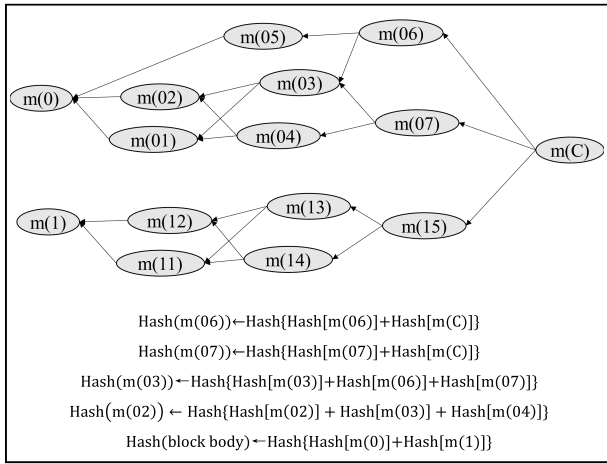 m(05)
m(06)
m(0)
m(02)
m(03)
m(01)
m(04)
m(07)
m(C)
m(1)
m(12)
m(13)
m(15)
m(11)
m(14)
Hash(m(06))←Hash{Hash[m(06)]+Hash[m(C)]}
Hash(m(07))←Hash{Hash[m(07)]+Hash[m(C)]}
Hash(m(03))←Hash{Hash[m(03)]+Hash[m(06)]+Hash[m(07)]}
Hash(m(02)) ← Hash{Hash[m(02)] + Hash[m(03)] + Hash[m(04)]}
Hash(block body)←Hash{Hash[m(0)]+Hash[m(1)]}